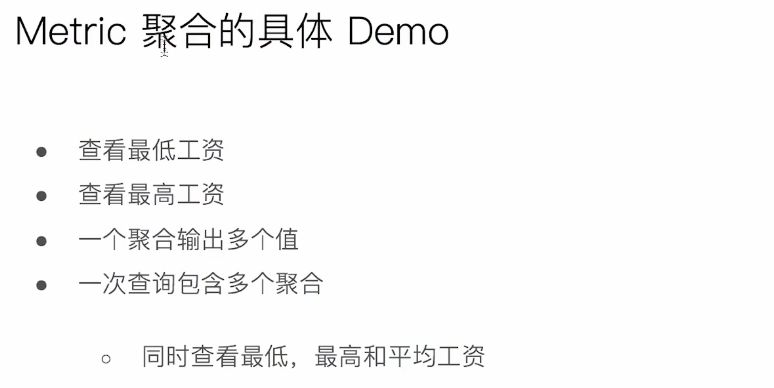 Metric 聚合的具体 Demo
查看最低工资
查看最高工资
一个聚合输出多个值
一次查询包含多个聚合
同时查看最低，最高和平均工资